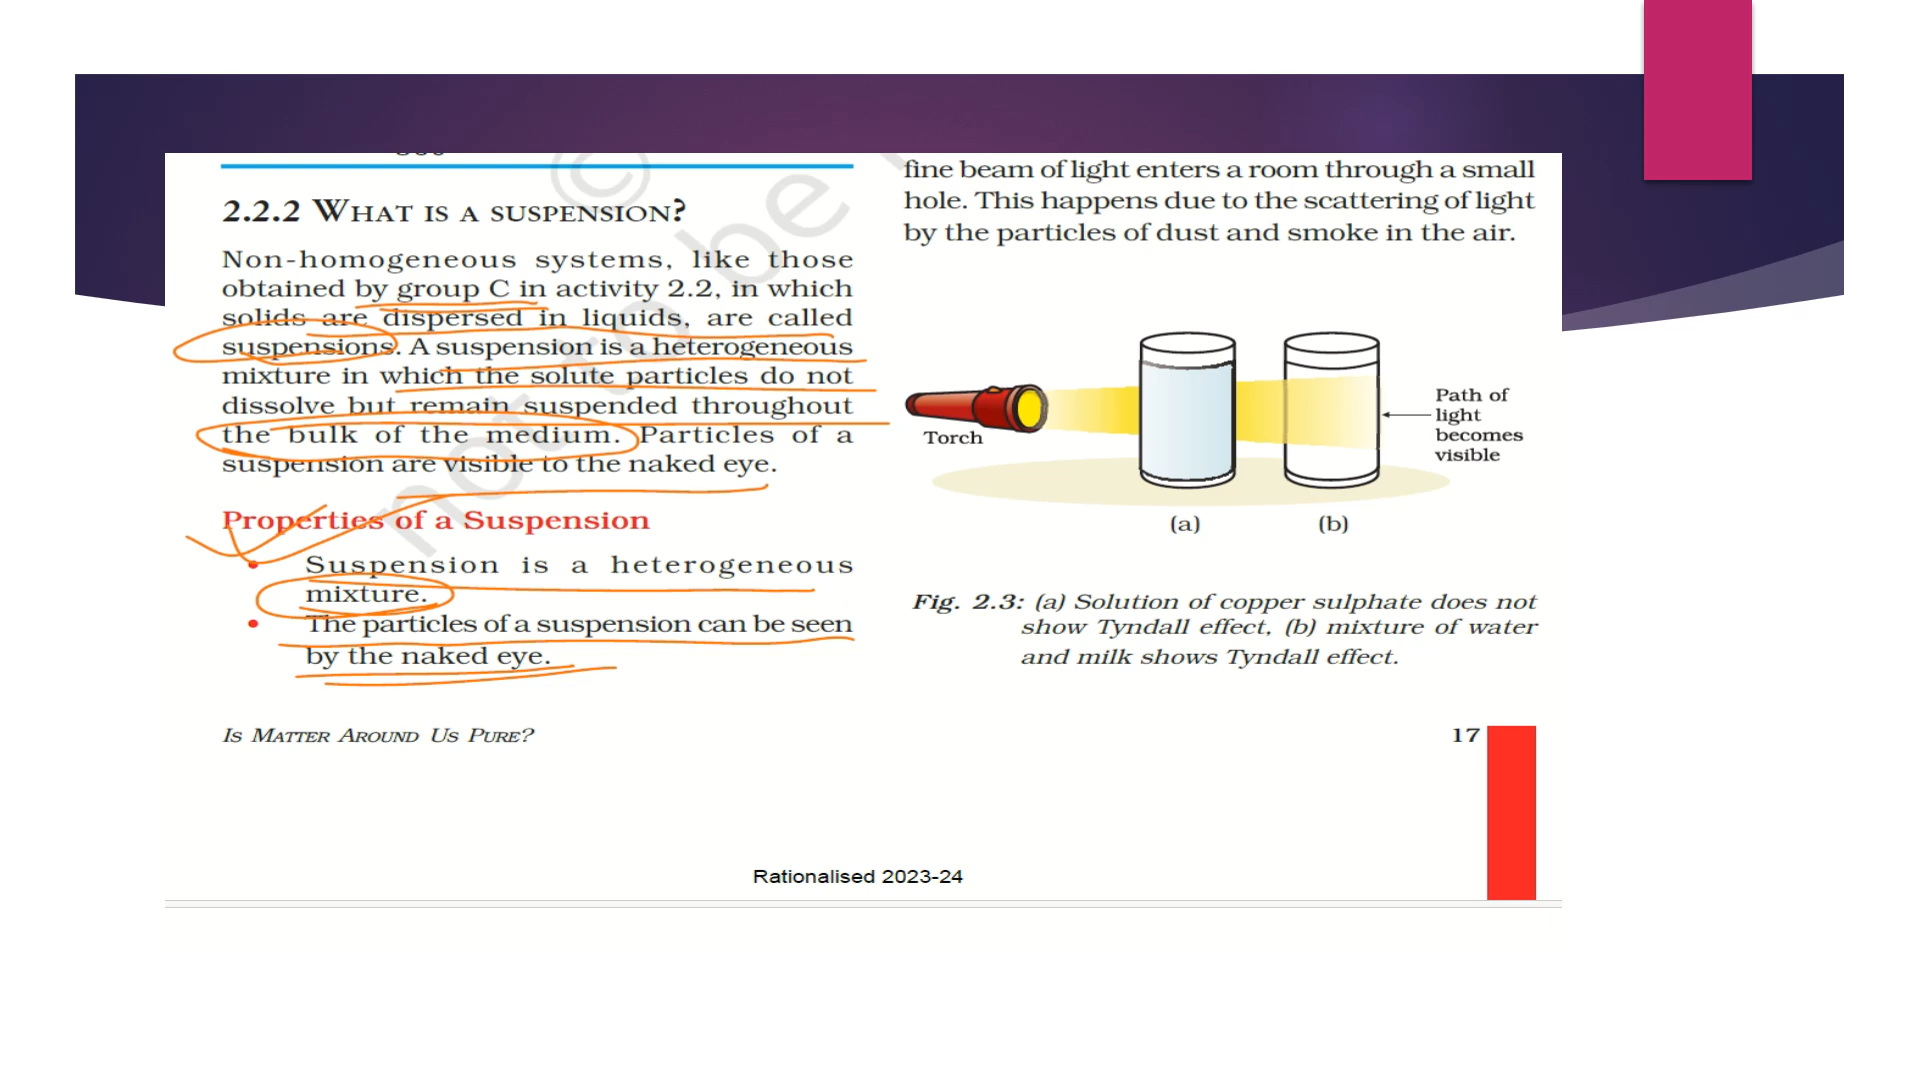 2.2.2 WHAT IS A SUSPENSION?
Non-homogeneous systems, like those
obtained by group C in activity 2.2, in which
solids are dispersed in liquids, are called
suspensions. A suspension is a heterogeneous
mixture in which the solute particles do not
dissolve but remain suspended throughout
the bulk of the medium. Particles of a
suspension are visible to the naked eye.
Properties of a Suspension
• Suspension is a heterogeneous
mixture.
• The particles of a suspension can be seen
by the naked eye.
fine beam of light enters a room through a small
hole. This happens due to the scattering of light
by the particles of dust and smoke in the air.
Torch
Path of
light
becomes
visible
(a)
(b)
Fig. 2.3: (a) Solution of copper sulphate does not
show Tyndall effect, (b) mixture of water
and milk shows Tyndall effect.
IS MATTER AROUND US PURE?
17
Rationalised 2023-24
©
not to be